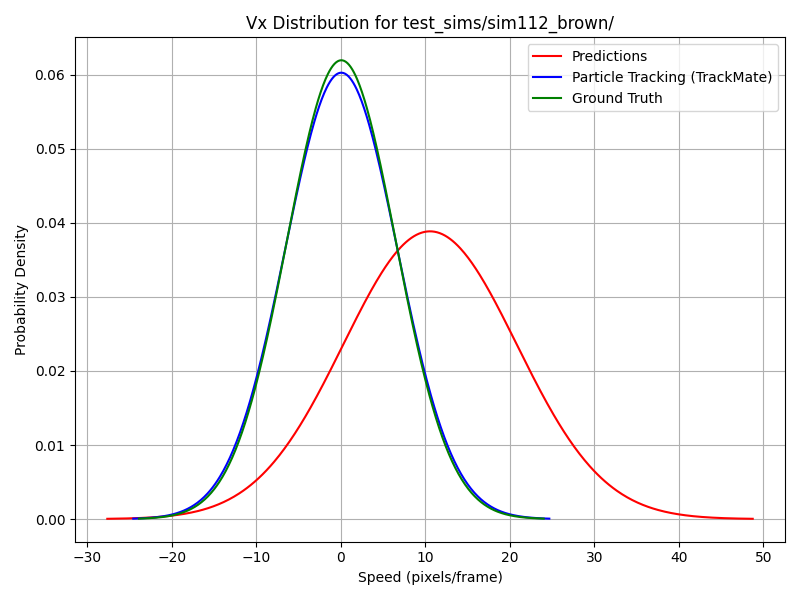 Vx Distribution for test_sims/sim112_brown/
Predictions
Particle Tracking (TrackMate)
Ground Truth
Probability Density
0.06
0.05
0.04
0.03
0.02
0.01
0.00
−30 −20 −10 0 10 20 30 40 50
Speed (pixels/frame)